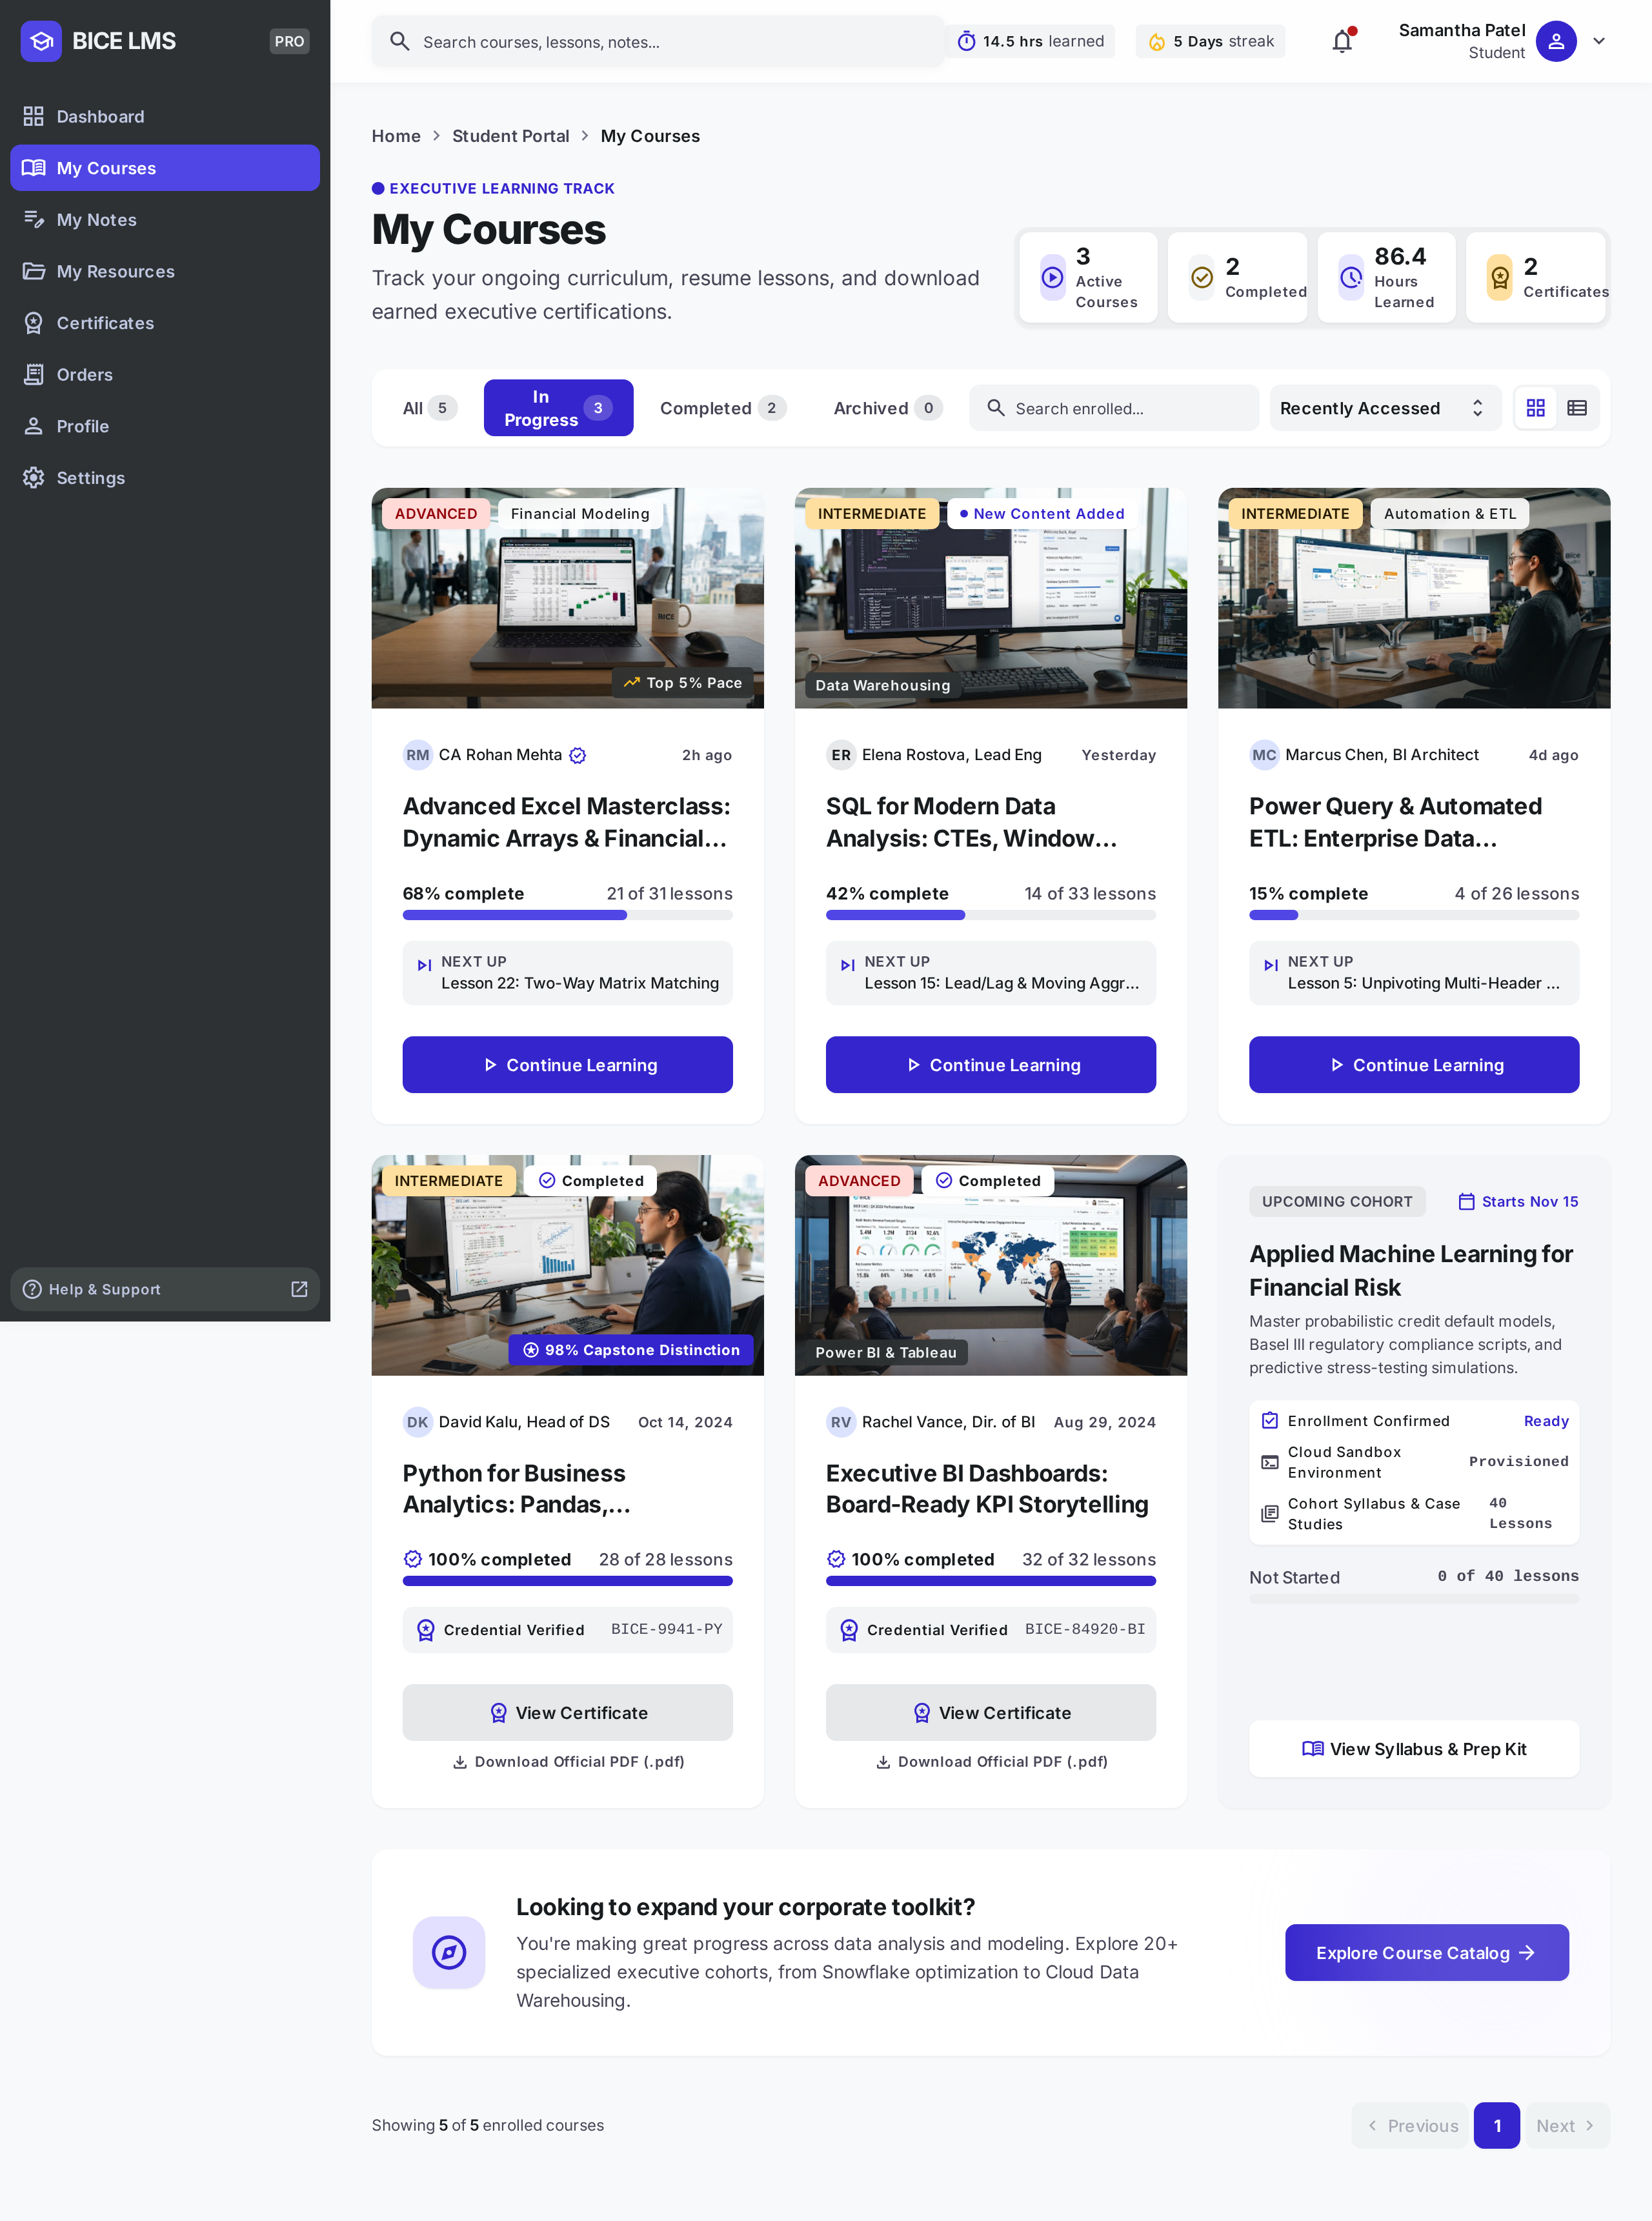 BICE LMS
PRO
Dashboard
My Courses
My Notes
My Resources
Certificates
Orders
Profile
Settings
Help & Support
Search courses, lessons, notes...
14.5 hrs learned
5 Days streak
Samantha Patel
Student
Home
Student Portal
My Courses
EXECUTIVE LEARNING TRACK
My Courses
Track your ongoing curriculum, resume lessons, and download
earned executive certifications.
3
Active
Courses
2
Completed
86.4
Hours
Learned
2
Certificates
All 5
In
Progress
3
Completed 2
Archived 0
Search enrolled...
Recently Accessed
ADVANCED
Financial Modeling
BICE
Top 5% Pace
CA Rohan Mehta
RM
2h ago
Advanced Excel Masterclass:
Dynamic Arrays & Financial...
68% complete
21 of 31 lessons
NEXT UP
Lesson 22: Two-Way Matrix Matching
Continue Learning
INTERMEDIATE
New Content Added
Data Warehousing
ER
Elena Rostova, Lead Eng
Yesterday
SQL for Modern Data
Analysis: CTEs, Window...
42% complete
14 of 33 lessons
NEXT UP
Lesson 15: Lead/Lag & Moving Aggr...
Continue Learning
INTERMEDIATE
Automation & ETL
MC
Marcus Chen, BI Architect
4d ago
Power Query & Automated
ETL: Enterprise Data...
15% complete
4 of 26 lessons
NEXT UP
Lesson 5: Unpivoting Multi-Header ...
Continue Learning
INTERMEDIATE
Completed
98% Capstone Distinction
DK
David Kalu, Head of DS
Oct 14, 2024
Python for Business
Analytics: Pandas,...
100% completed
28 of 28 lessons
Credential Verified
BICE-9941-PY
View Certificate
Download Official PDF (.pdf)
ADVANCED
Completed
Power BI & Tableau
RV
Rachel Vance, Dir. of BI
Aug 29, 2024
Executive BI Dashboards:
Board-Ready KPI Storytelling
100% completed
32 of 32 lessons
Credential Verified
BICE-84920-BI
View Certificate
Download Official PDF (.pdf)
UPCOMING COHORT
Starts Nov 15
Applied Machine Learning for
Financial Risk
Master probabilistic credit default models,
Basel III regulatory compliance scripts, and
predictive stress-testing simulations.
Enrollment Confirmed
Ready
Cloud Sandbox
Environment
Provisioned
Cohort Syllabus & Case
Studies
40
Lessons
Not Started
0 of 40 lessons
View Syllabus & Prep Kit
Looking to expand your corporate toolkit?
You're making great progress across data analysis and modeling. Explore 20+
specialized executive cohorts, from Snowflake optimization to Cloud Data
Warehousing.
Explore Course Catalog
Showing 5 of 5 enrolled courses
Previous
1
Next